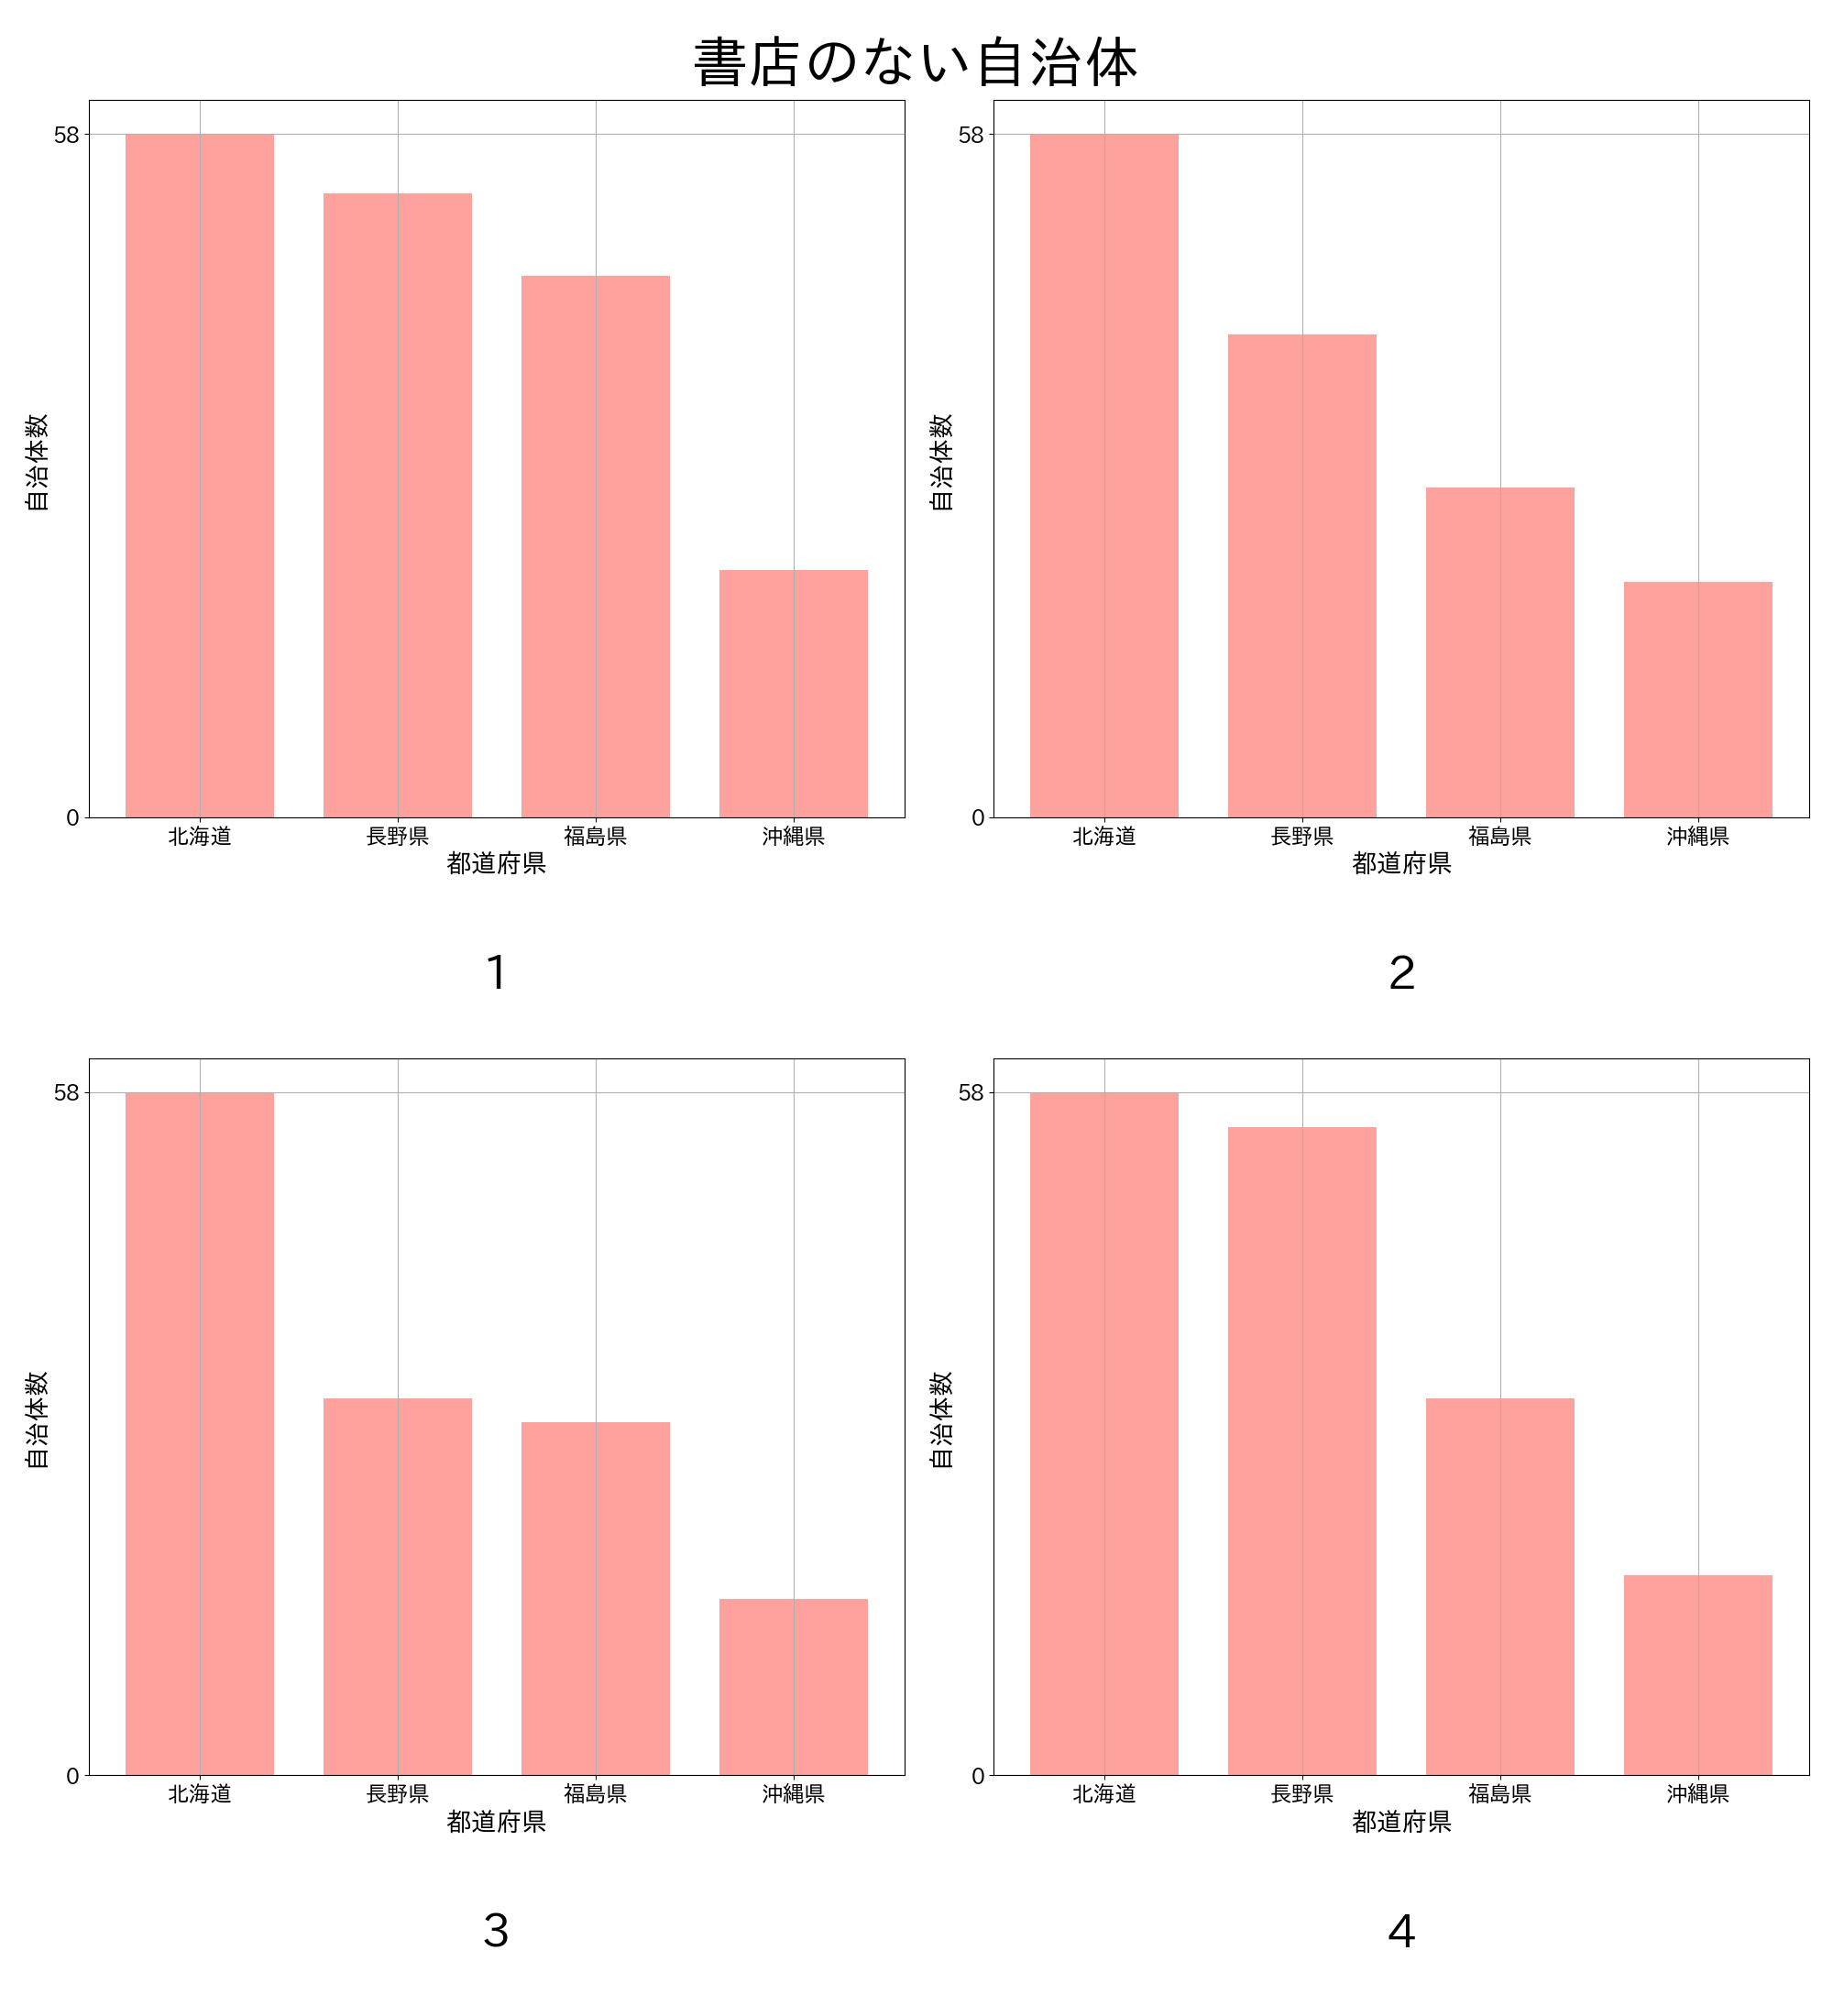 書店のない自治体
58
0
自治体数
北海道 長野県 福島県 沖縄県
都道府県
1
58
0
自治体数
北海道 長野県 福島県 沖縄県
都道府県
2
58
0
自治体数
北海道 長野県 福島県 沖縄県
都道府県
3
58
0
自治体数
北海道 長野県 福島県 沖縄県
都道府県
4